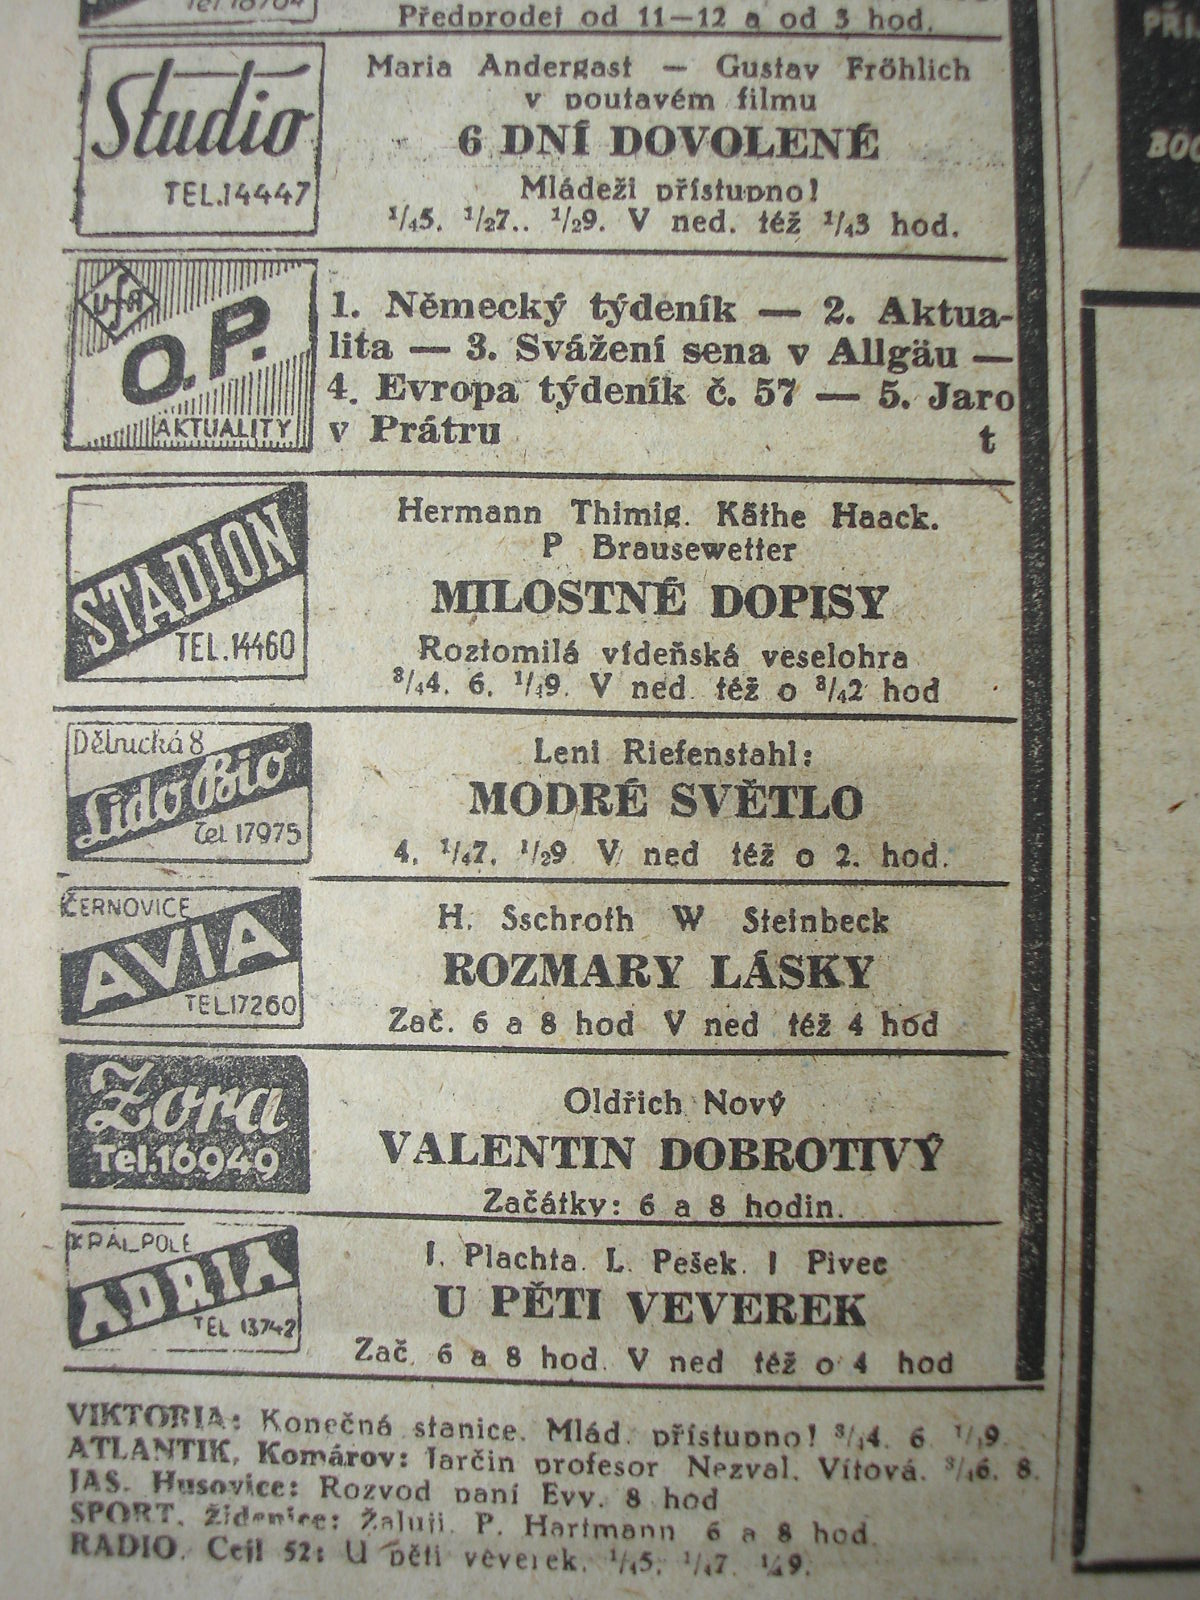 Předprodej od 11—12 a od 3 hod.
Studio
TEL.14447
Maria Andergast — Gustav Fröhlich
v poutavém filmu
6 DNÍ DOVOLENÉ
Mládeži přístupno!
¹/₄5. ¹/₂7.. ¹/₂9. V ned. též ¹/₄3 hod.
Ufa
O.P.
AKTUALITY
1. Německý týdeník — 2. Aktua-
lita — 3. Svážení sena v Allgäu —
4. Evropa týdeník č. 57 — 5. Jaro
v Prátru t
STADION
TEL.14460
Hermann Thimig. Käthe Haack.
P Brausewetter
MILOSTNÉ DOPISY
Roztomilá vídeňská veselohra
³/₄4. 6. ¹/₄9. V ned. též o ³/₄2 hod
Dělnická 8
Lido Bio
Tel 17975
Leni Riefenstahl:
MODRÉ SVĚTLO
4. ¹/₄7. ¹/₂9 V ned též o 2. hod.
ČERNOVICE
AVIA
TEL17260
H. Sschroth W Steinbeck
ROZMARY LÁSKY
Zač. 6 a 8 hod V ned též 4 hod
Zora
Tel.16949
Oldřich Nový
VALENTIN DOBROTIVÝ
Začátky: 6 a 8 hodin.
KRÁL.POLE
ADRIA
TEL 13742
J. Plachta. L. Pešek. J Pivec
U PĚTI VEVEREK
Zač 6 a 8 hod. V ned též o 4 hod
VIKTORIA: Konečná stanice. Mlád. přístupno! ³/₄4. 6 ¹/₄9
ATLANTIK, Komárov: Jarčin profesor Nezval. Vítová. ³/₄6. 8.
JAS. Husovice: Rozvod paní Evy. 8 hod
SPORT. Židenice: Žaluji. P. Hartmann 6 a 8 hod.
RADIO. Cejl 52: U pěti veverek. ¹/₄5. ¹/₄7. ¹/₄9.